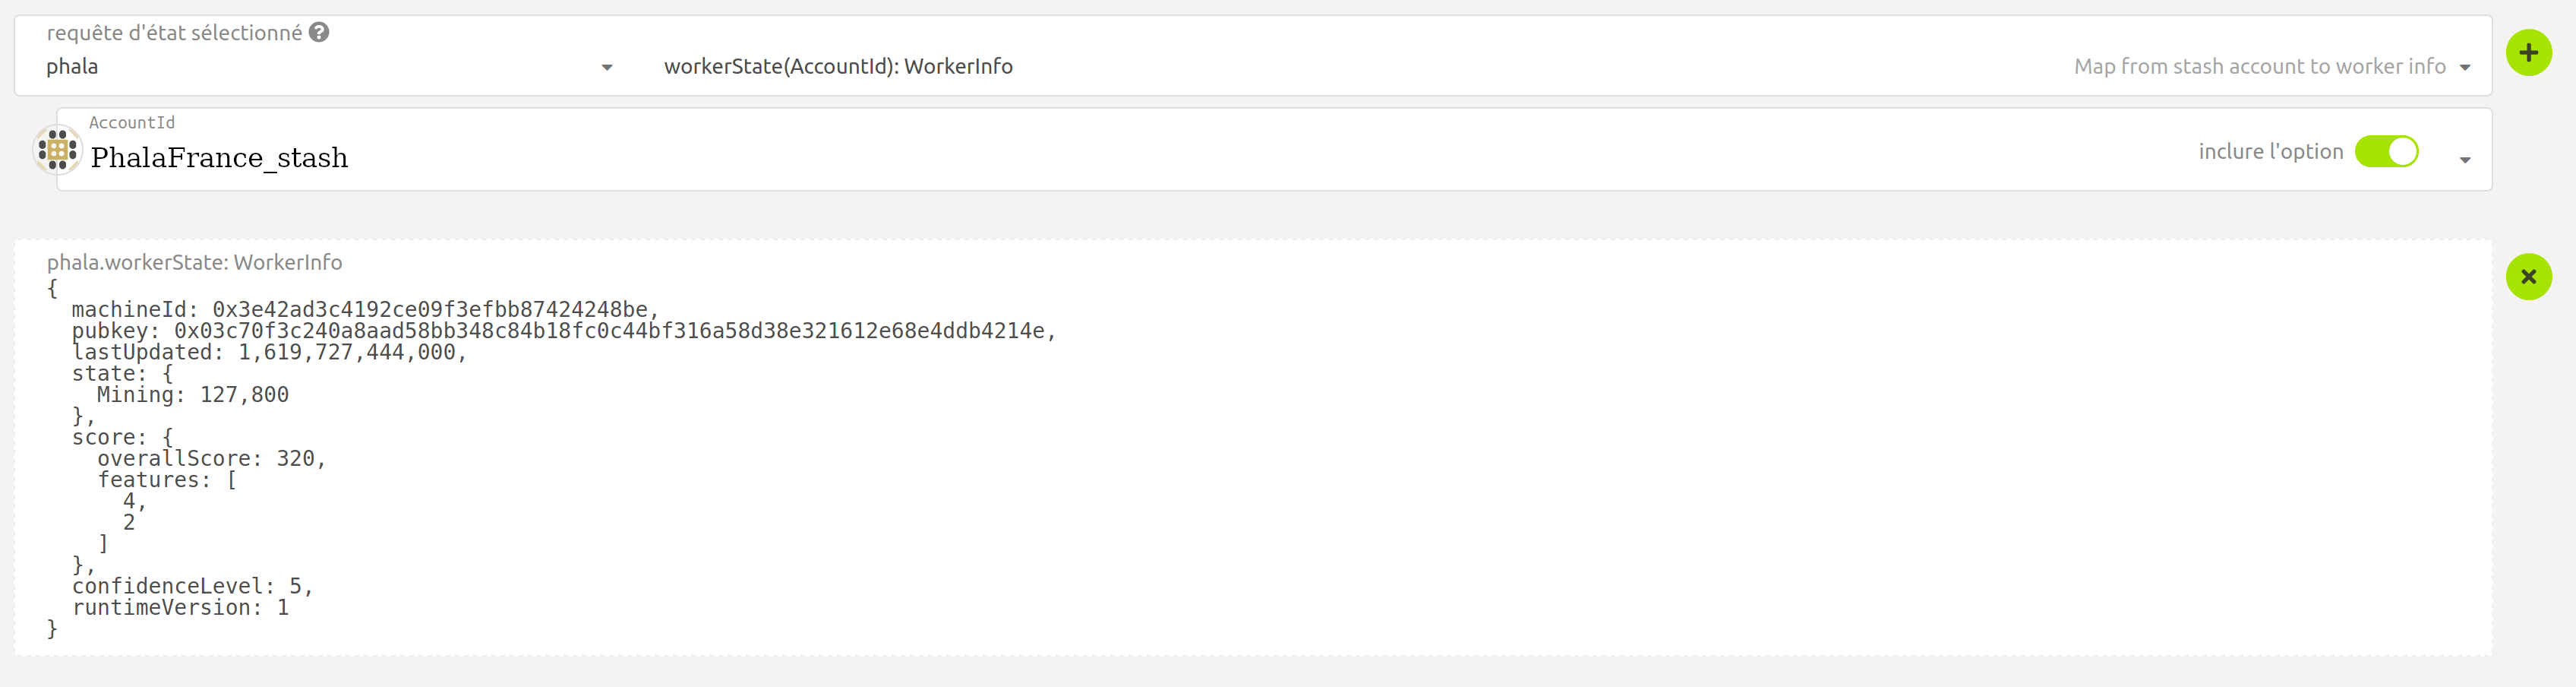 requête d'état sélectionné
phala workerState(AccountId): WorkerInfo Map from stash account to worker info
AccountId
PhalaFrance_stash inclure l'option
phala.workerState: WorkerInfo
{
  machineId: 0x3e42ad3c4192ce09f3efbb87424248be,
  pubkey: 0x03c70f3c240a8aad58bb348c84b18fc0c44bf316a58d38e321612e68e4ddb4214e,
  lastUpdated: 1,619,727,444,000,
  state: {
    Mining: 127,800
  },
  score: {
    overallScore: 320,
    features: [
      4,
      2
    ]
  },
  confidenceLevel: 5,
  runtimeVersion: 1
}